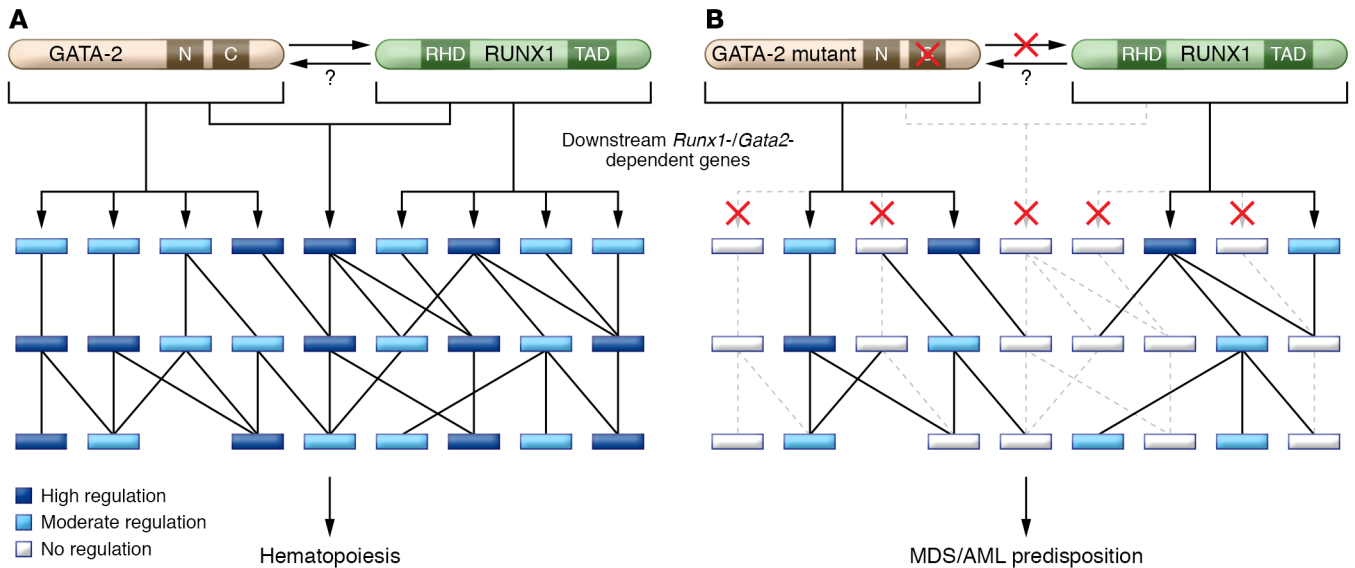 A
B
GATA-2 N C
RHD RUNX1 TAD
?
GATA-2 mutant N C
RHD RUNX1 TAD
?
Downstream Runx1-/Gata2-
dependent genes
High regulation
Moderate regulation
No regulation
Hematopoiesis
MDS/AML predisposition